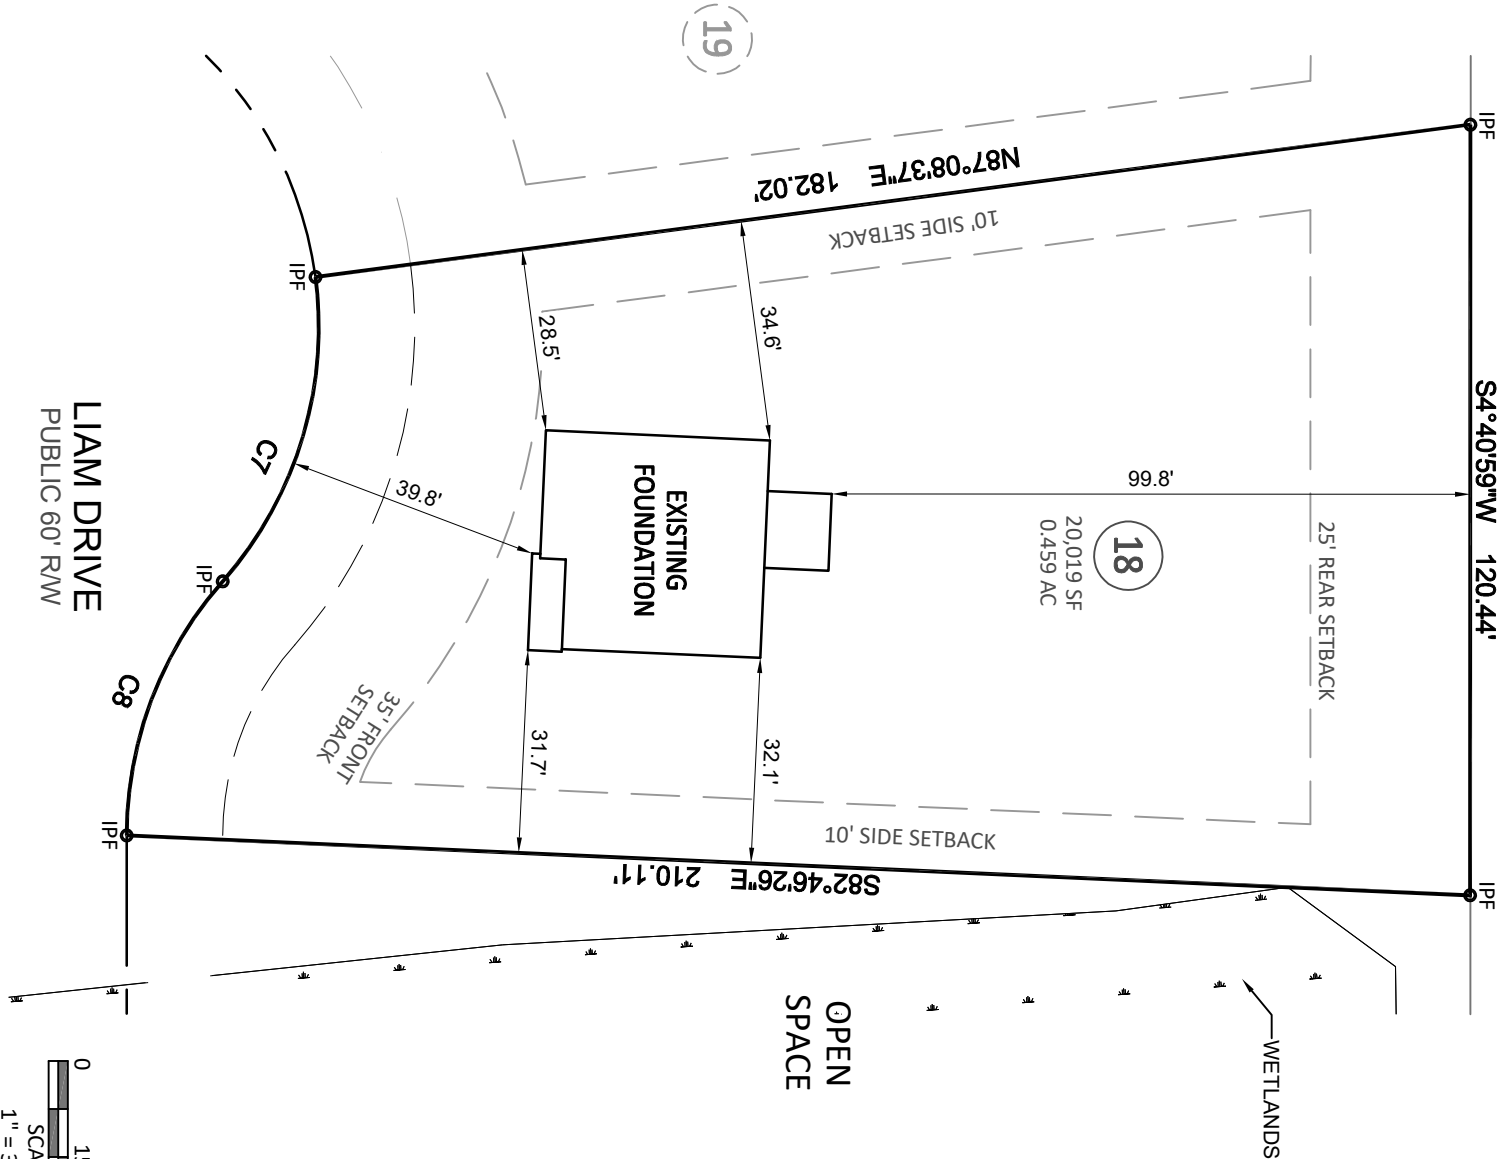 19
IPF
N87°08'37"E 182.02'
10' SIDE SETBACK
IPF
S4°40'59"W 120.44'
28.5'
34.6'
99.8'
25' REAR SETBACK
18
20,019 SF
0.459 AC
EXISTING
FOUNDATION
39.8'
C7
IPF
LIAM DRIVE
PUBLIC 60' R/W
C8
35' FRONT
SETBACK
31.7'
32.1'
10' SIDE SETBACK
IPF
S82°46'26"E 210.11'
IPF
OPEN
SPACE
WETLANDS
0